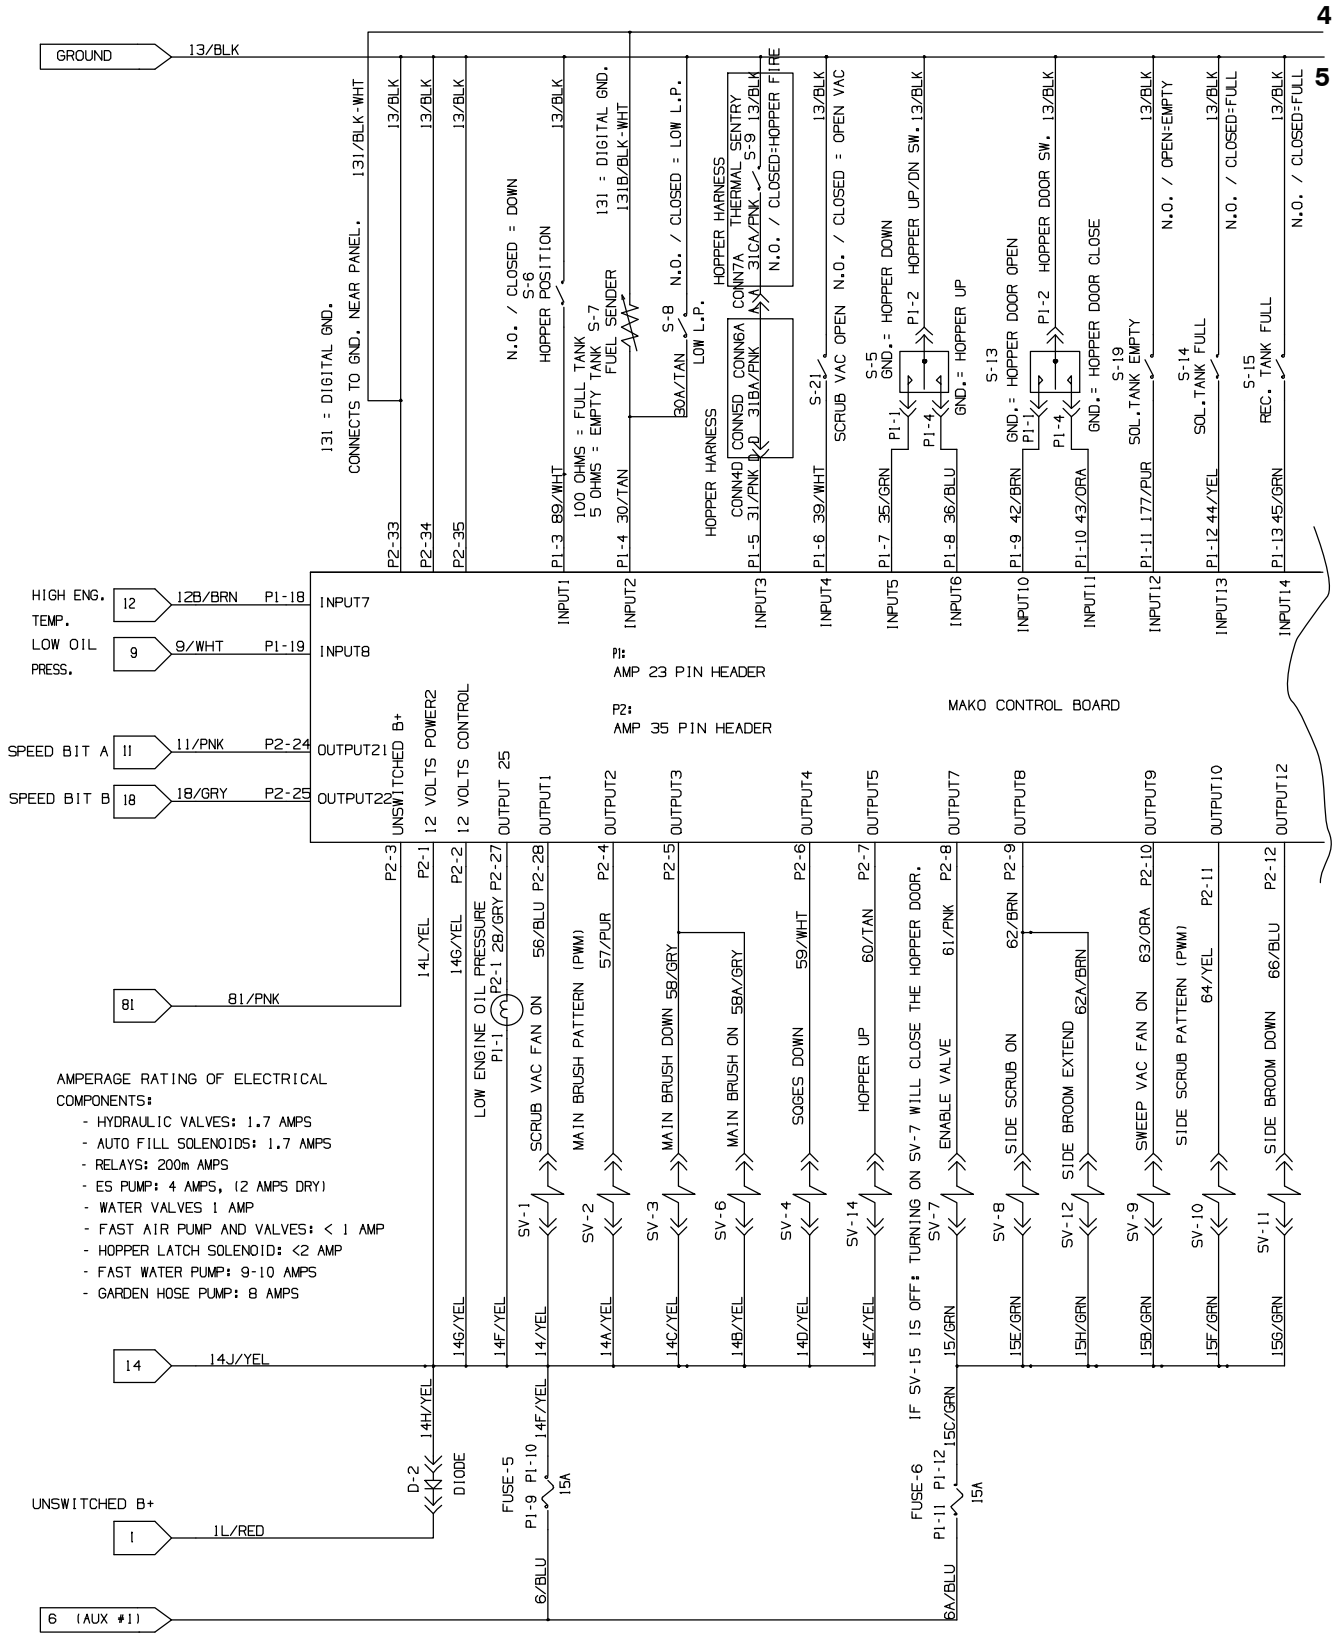 4
GROUND
13/BLK
5
131/BLK-WHT
13/BLK
13/BLK
13/BLK
13/BLK
131 = DIGITAL GND.
131B/BLK-WHT
N.O. / CLOSED = LOW L.P.
HOPPER HARNESS
THERMAL SENTRY
S-9
13/BLK
31CA/PNK
N.O. / CLOSED=HOPPER FIRE
13/BLK
N.O. / CLOSED = OPEN VAC
13/BLK
P1-2 HOPPER UP/DN SW.
13/BLK
P1-2 HOPPER DOOR SW.
13/BLK
N.O. / OPEN=EMPTY
13/BLK
N.O. / CLOSED=FULL
13/BLK
N.O. / CLOSED=FULL
131 = DIGITAL GND.
CONNECTS TO GND. NEAR PANEL.
N.O. / CLOSED = DOWN
S-6
HOPPER POSITION
100 OHMS = FULL TANK
5 OHMS = EMPTY TANK
S-7
FUEL SENDER
S-8
LOW L.P.
30A/TAN
HOPPER HARNESS
CONN7A
A A
CONN4D CONN5D CONN6A
D D
31BA/PNK
S-21
SCRUB VAC OPEN
S-5
GND.= HOPPER DOWN
GND.= HOPPER UP
P1-1
P1-4
S-13
GND.= HOPPER DOOR OPEN
GND.= HOPPER DOOR CLOSE
P1-1
P1-4
S-19
SOL.TANK EMPTY
S-14
SOL.TANK FULL
S-15
REC. TANK FULL
P2-33
P2-34
P2-35
P1-3 89/WHT
P1-4 30/TAN
P1-5 31/PNK
P1-6 39/WHT
P1-7 35/GRN
P1-8 36/BLU
P1-9 42/BRN
P1-10 43/ORA
P1-11 177/PUR
P1-12 44/YEL
P1-13 45/GRN
HIGH ENG.
TEMP.
12
12B/BRN
P1-18
INPUT7
LOW OIL
PRESS.
9
9/WHT
P1-19
INPUT8
INPUT1
INPUT2
INPUT3
INPUT4
INPUT5
INPUT6
INPUT10
INPUT11
INPUT12
INPUT13
INPUT14
P1:
AMP 23 PIN HEADER
P2:
AMP 35 PIN HEADER
MAKO CONTROL BOARD
SPEED BIT A
11
11/PNK
P2-24
OUTPUT21
SPEED BIT B
18
18/GRY
P2-25
OUTPUT22
UNSWITCHED B+
12 VOLTS POWER2
12 VOLTS CONTROL
OUTPUT 25
OUTPUT1
OUTPUT2
OUTPUT3
OUTPUT4
OUTPUT5
OUTPUT7
OUTPUT8
OUTPUT9
OUTPUT10
OUTPUT12
P2-3
P2-1
P2-2
P2-27
P2-28
P2-4
P2-5
P2-6
P2-7
P2-8
P2-9
P2-10
P2-11
P2-12
14L/YEL
14G/YEL
LOW ENGINE OIL PRESSURE
28/GRY
P2-1
P1-1
56/BLU
SCRUB VAC FAN ON
57/PUR
MAIN BRUSH PATTERN (PWM)
58/GRY
MAIN BRUSH DOWN
58A/GRY
MAIN BRUSH ON
59/WHT
SQGES DOWN
60/TAN
HOPPER UP
IF SV-15 IS OFF: TURNING ON SV-7 WILL CLOSE THE HOPPER DOOR.
61/PNK
ENABLE VALVE
62/BRN
SIDE SCRUB ON
62A/BRN
SIDE BROOM EXTEND
63/ORA
SWEEP VAC FAN ON
64/YEL
SIDE SCRUB PATTERN (PWM)
66/BLU
SIDE BROOM DOWN
81
81/PNK
AMPERAGE RATING OF ELECTRICAL
COMPONENTS:
- HYDRAULIC VALVES: 1.7 AMPS
- AUTO FILL SOLENOIDS: 1.7 AMPS
- RELAYS: 200m AMPS
- ES PUMP: 4 AMPS, (2 AMPS DRY)
- WATER VALVES 1 AMP
- FAST AIR PUMP AND VALVES: < 1 AMP
- HOPPER LATCH SOLENOID: <2 AMP
- FAST WATER PUMP: 9-10 AMPS
- GARDEN HOSE PUMP: 8 AMPS
SV-1
SV-2
SV-3
SV-6
SV-4
SV-14
SV-7
SV-8
SV-12
SV-9
SV-10
SV-11
14G/YEL
14F/YEL
14/YEL
14A/YEL
14C/YEL
14B/YEL
14D/YEL
14E/YEL
15/GRN
15E/GRN
15H/GRN
15B/GRN
15F/GRN
15G/GRN
14
14J/YEL
14H/YEL
14F/YEL
15C/GRN
D-2
DIODE
FUSE-5
P1-9 P1-10
15A
FUSE-6
P1-11 P1-12
15A
UNSWITCHED B+
1
1L/RED
6/BLU
6A/BLU
6 (AUX #1)